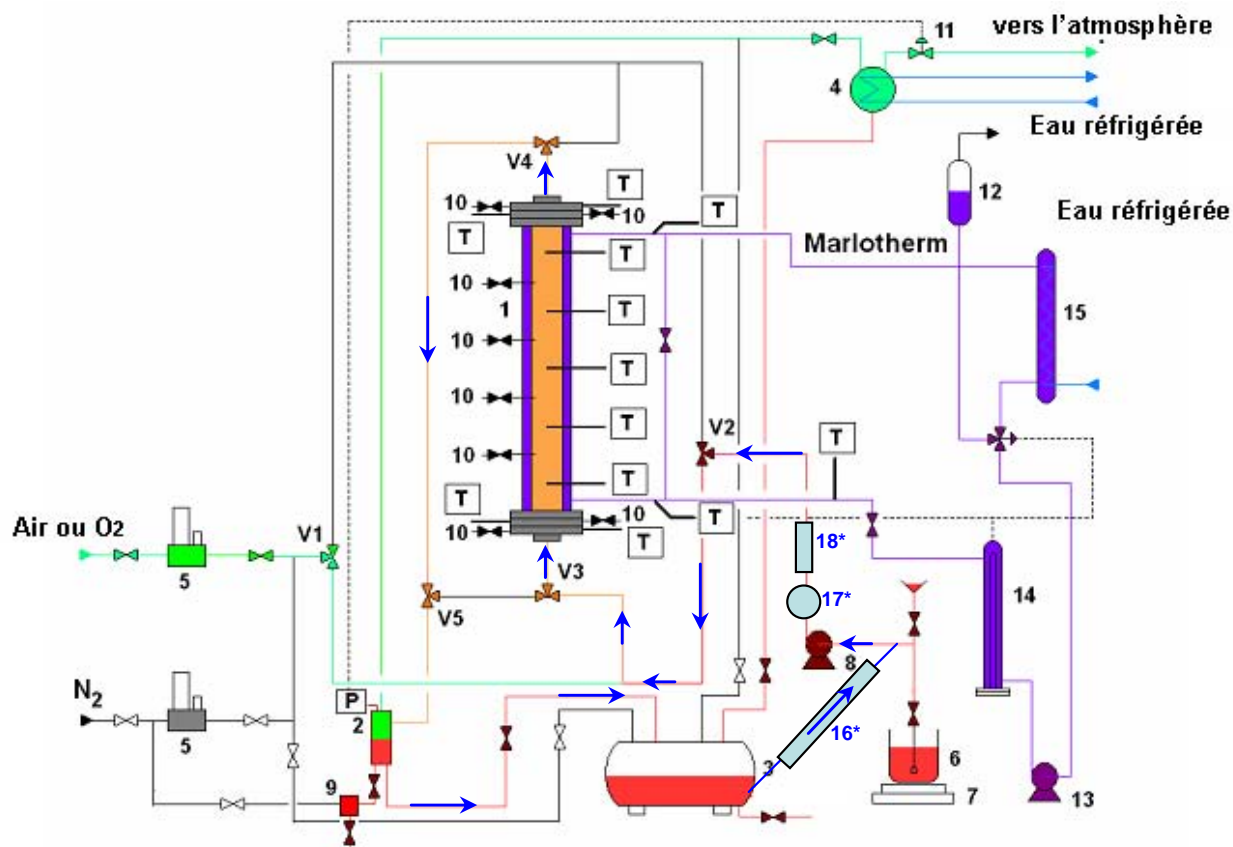 11
vers l'atmosphère
4
Eau réfrigérée
V4
T
12
10
10
T
T
Eau réfrigérée
T
Marlotherm
10
1
T
15
10
T
10
T
V2
T
10
T
T
T
10
T
Air ou O2
V1
10
T
18*
5
V3
17*
14
V5
8
N2
P
2
16*
5
3
6
9
7
13